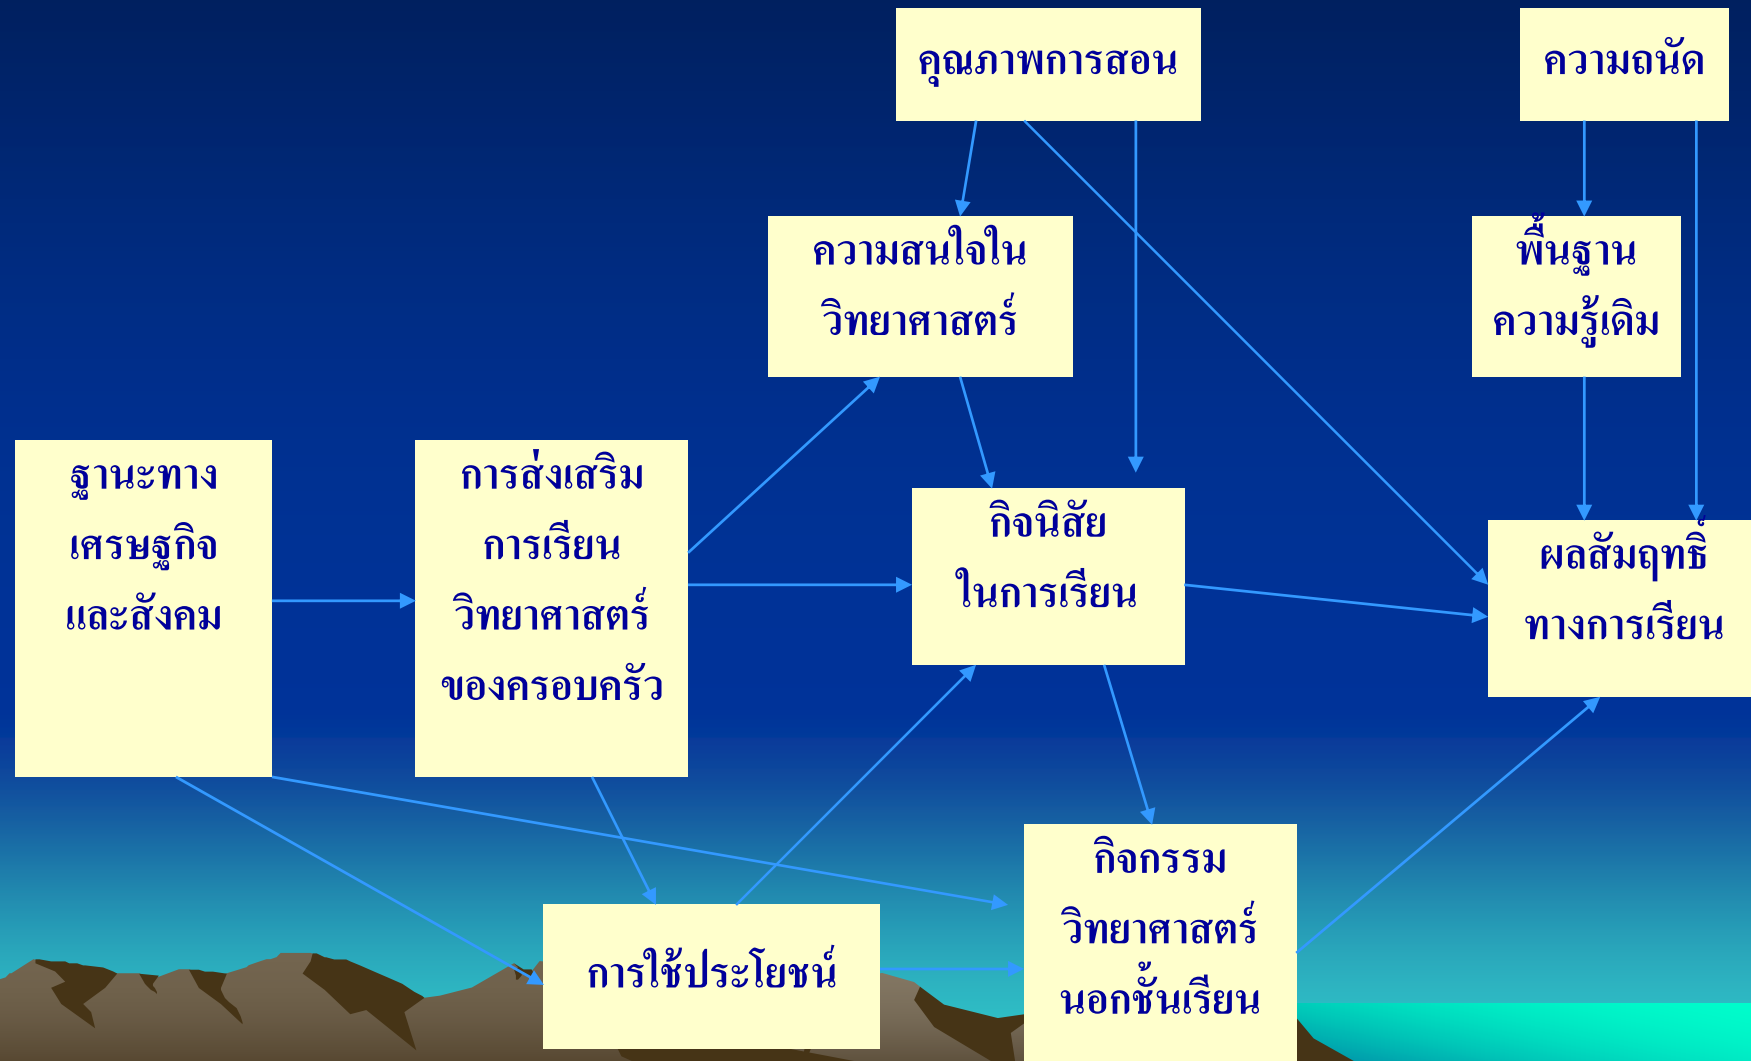 คุณภาพการสอน
ความถนัด
ความสนใจใน
วิทยาศาสตร์
พื้นฐาน
ความรู้เดิม
ฐานะทาง
เศรษฐกิจ
และสังคม
การส่งเสริม
การเรียน
วิทยาศาสตร์
ของครอบครัว
กิจนิสัย
ในการเรียน
ผลสัมฤทธิ์
ทางการเรียน
การใช้ประโยชน์
กิจกรรม
วิทยาศาสตร์
นอกชั้นเรียน